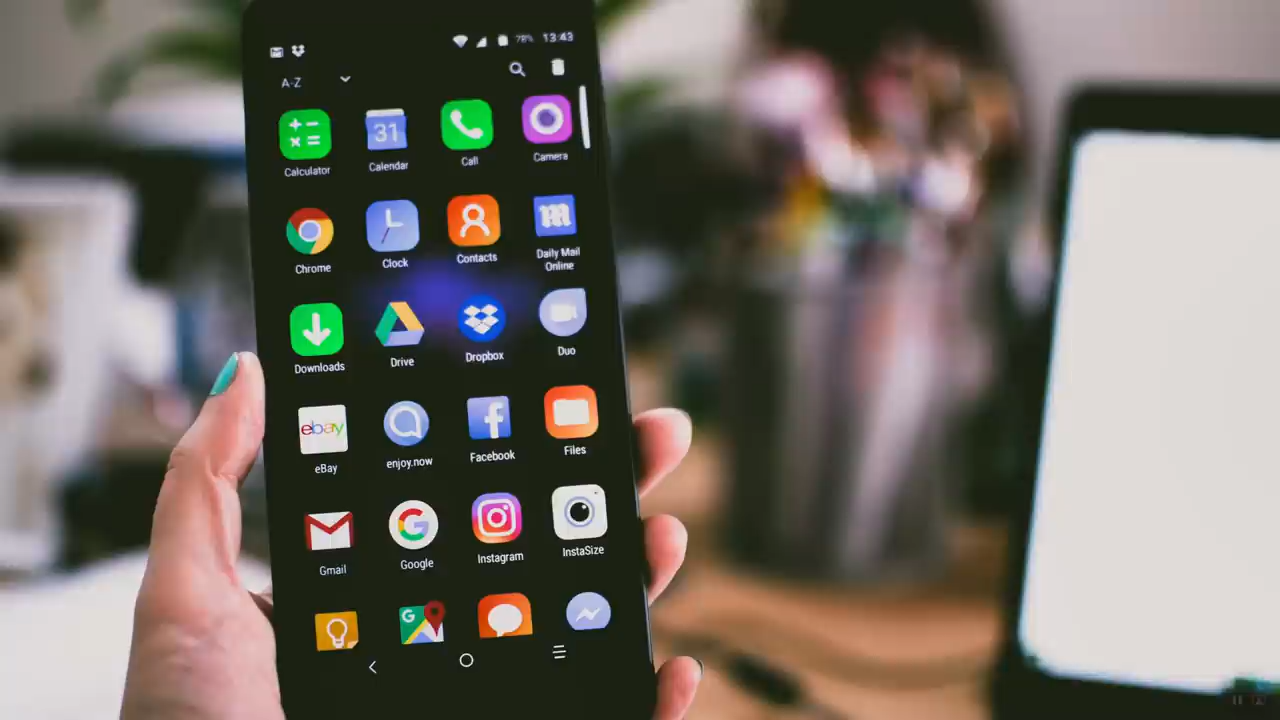 78% 13:43
A-Z
31
Calculator Calendar Call Camera
Chrome Clock Contacts Daily Mail
Online
Downloads Drive Dropbox Duo
ebay
eBay enjoy.now Facebook Files
Gmail Google Instagram InstaSize